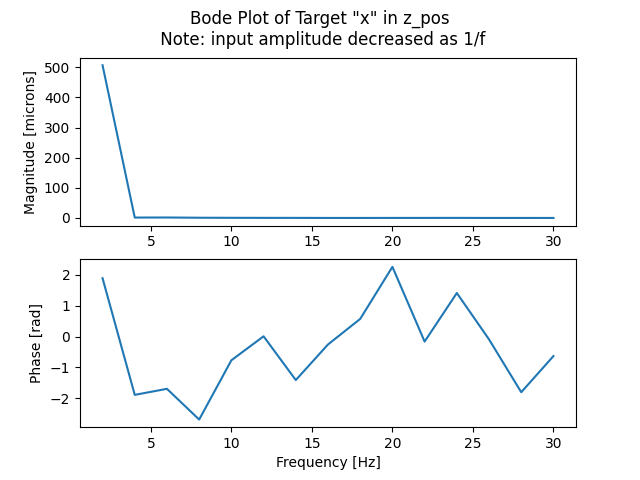 Bode Plot of Target "x" in z_pos
Note: input amplitude decreased as 1/f
Magnitude [microns]
500
400
300
200
100
0
5 10 15 20 25 30
Phase [rad]
2
1
0
−1
−2
5 10 15 20 25 30
Frequency [Hz]